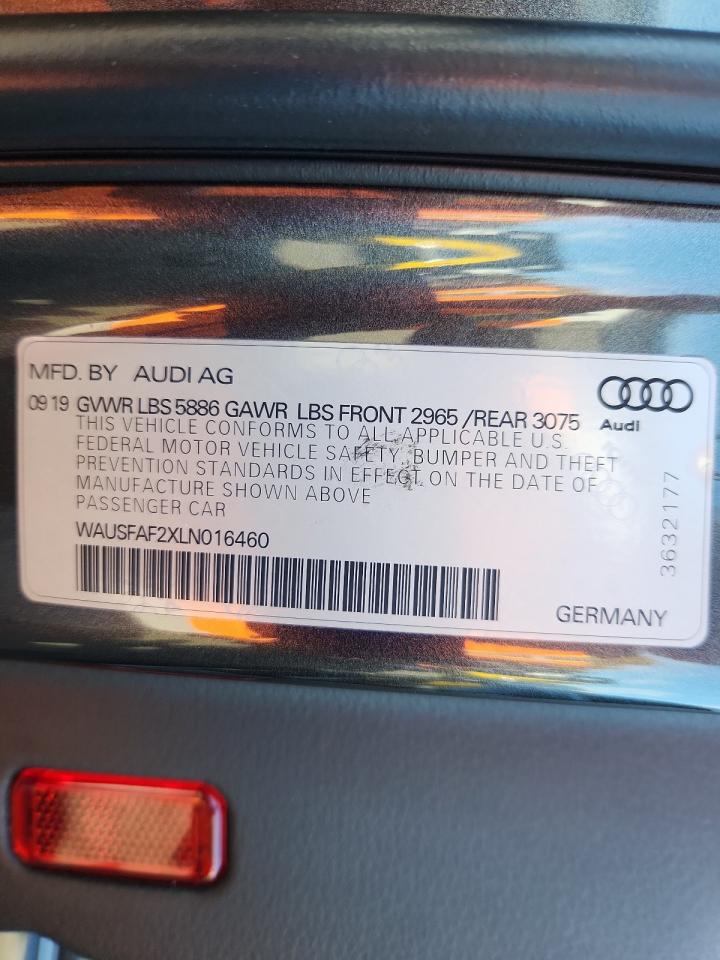 MFD. BY AUDI AG
09 19 GVWR LBS 5886 GAWR LBS FRONT 2965 /REAR 3075
Audi
THIS VEHICLE CONFORMS TO ALL APPLICABLE U.S.
FEDERAL MOTOR VEHICLE SAFETY, BUMPER AND THEFT
PREVENTION STANDARDS IN EFFECT ON THE DATE OF
MANUFACTURE SHOWN ABOVE
PASSENGER CAR
WAUSFAF2XLN016460
GERMANY
3632177